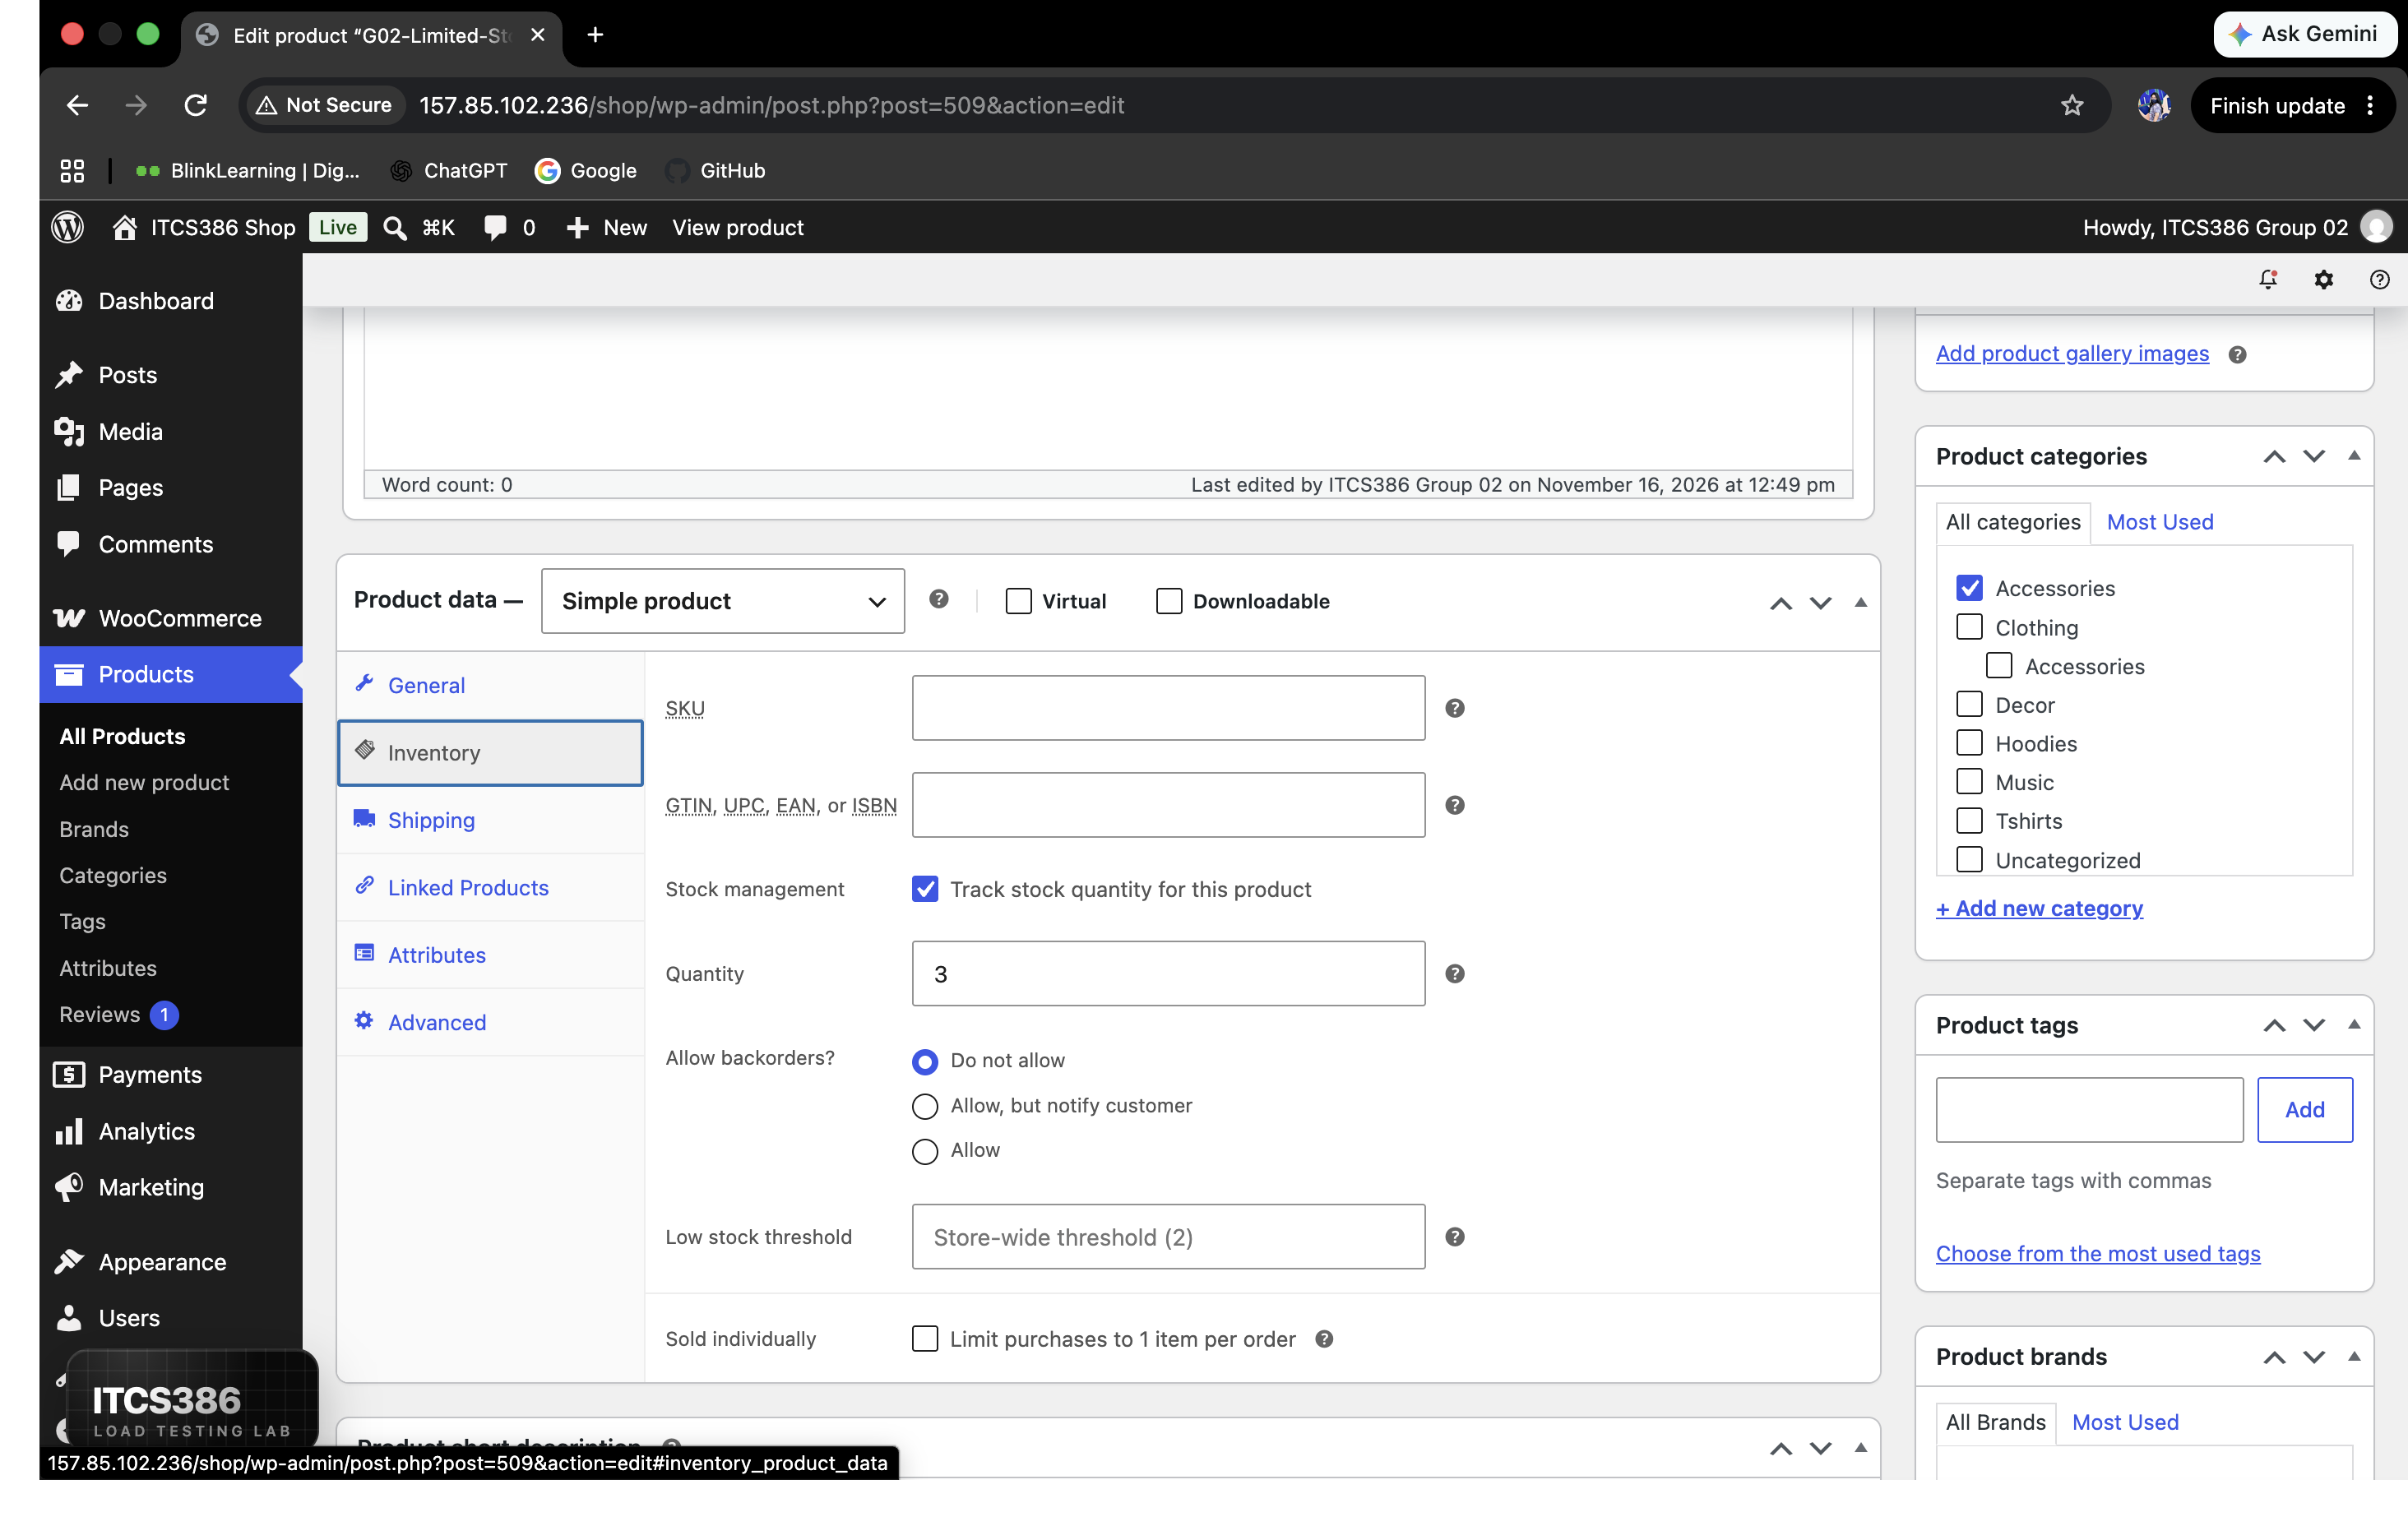 Edit product “G02-Limited-St
Ask Gemini
Not Secure
157.85.102.236/shop/wp-admin/post.php?post=509&action=edit
Finish update
BlinkLearning | Dig...
ChatGPT
Google
GitHub
ITCS386 Shop
Live
⌘K
0
New
View product
Howdy, ITCS386 Group 02
Dashboard
Posts
Media
Pages
Comments
WooCommerce
Products
All Products
Add new product
Brands
Categories
Tags
Attributes
Reviews 1
Payments
Analytics
Marketing
Appearance
Users
ITCS386
LOAD TESTING LAB
157.85.102.236/shop/wp-admin/post.php?post=509&action=edit#inventory_product_data
Word count: 0
Last edited by ITCS386 Group 02 on November 16, 2026 at 12:49 pm
Product data —
Simple product
Virtual
Downloadable
General
Inventory
Shipping
Linked Products
Attributes
Advanced
SKU
GTIN, UPC, EAN, or ISBN
Stock management
Track stock quantity for this product
Quantity
3
Allow backorders?
Do not allow
Allow, but notify customer
Allow
Low stock threshold
Store-wide threshold (2)
Sold individually
Limit purchases to 1 item per order
Product short description
Add product gallery images
Product categories
All categories
Most Used
Accessories
Clothing
Accessories
Decor
Hoodies
Music
Tshirts
Uncategorized
+ Add new category
Product tags
Add
Separate tags with commas
Choose from the most used tags
Product brands
All Brands
Most Used